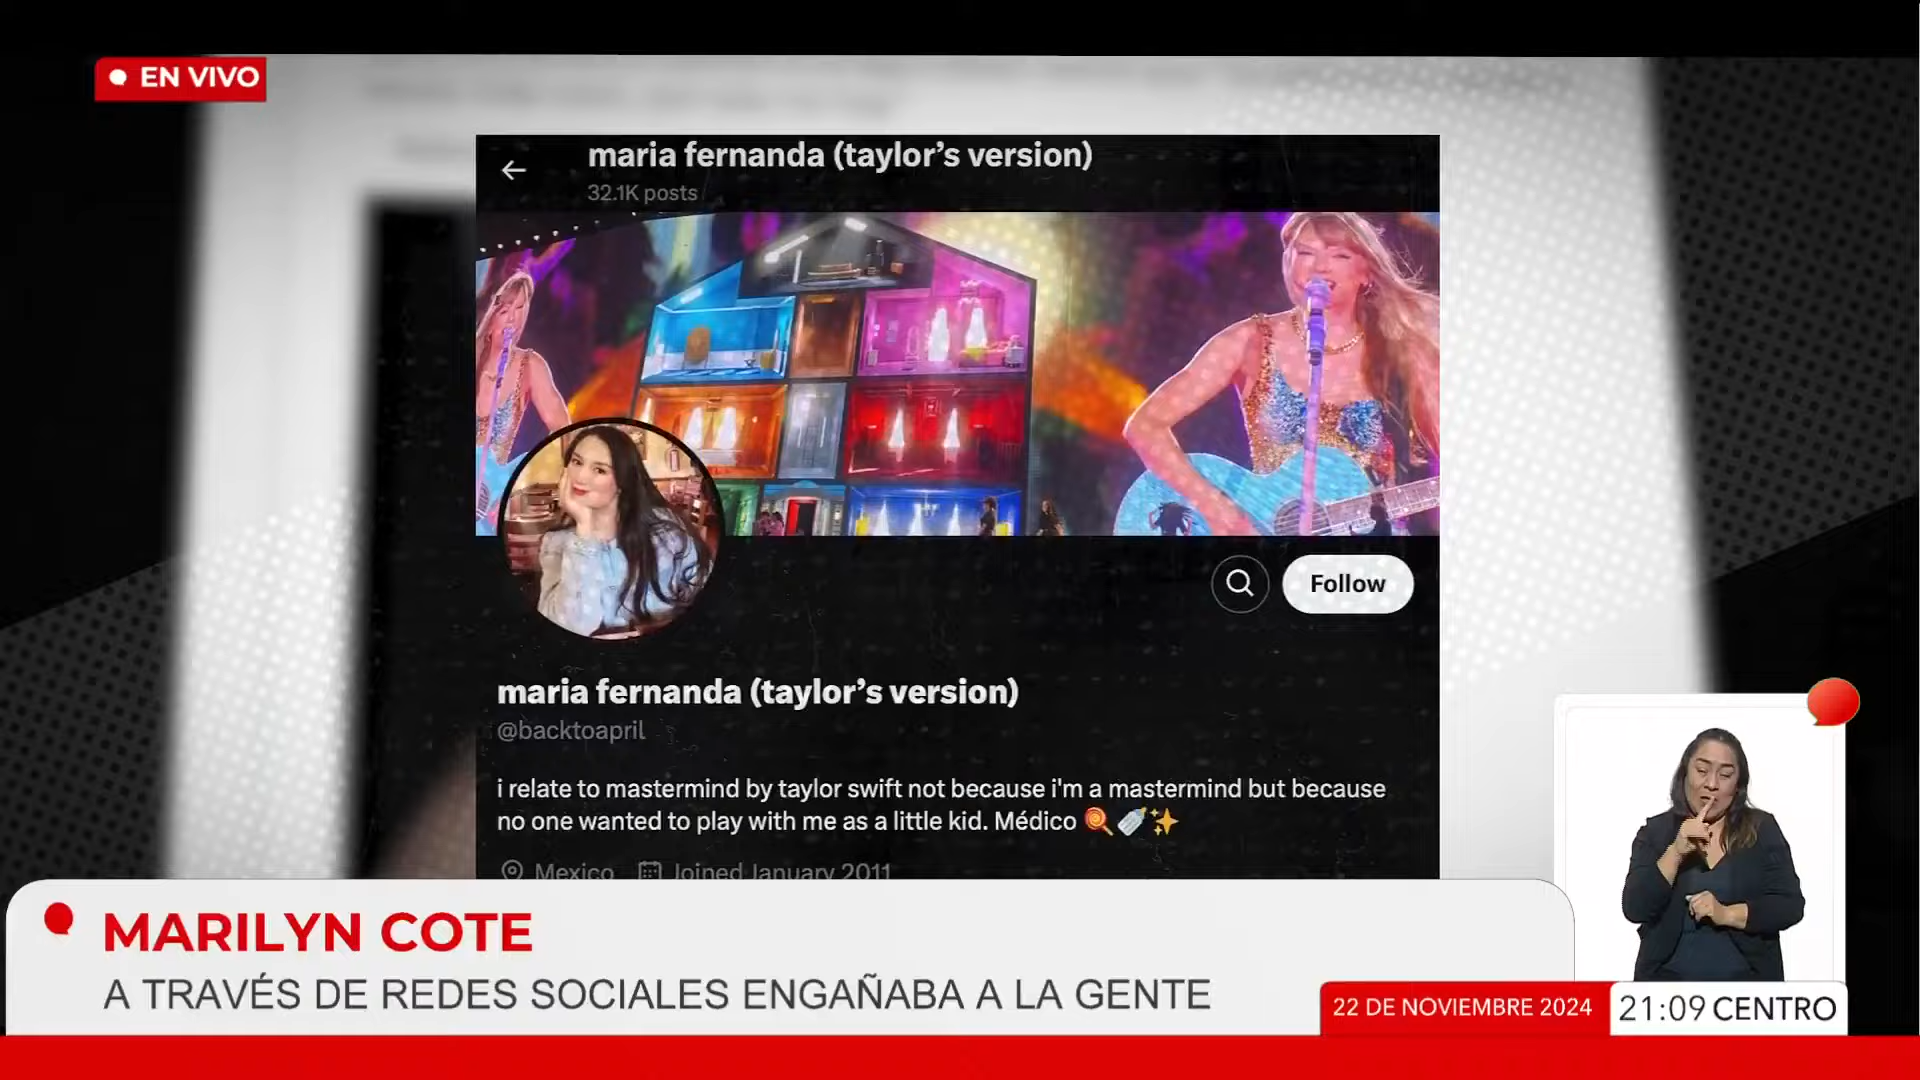 EN VIVO
maria fernanda (taylor’s version)
32.1K posts
Follow
maria fernanda (taylor’s version)
@backtoapril
i relate to mastermind by taylor swift not because i'm a mastermind but because
no one wanted to play with me as a little kid. Médico 🍭🍼✨
Mexico Joined January 2011
MARILYN COTE
A TRAVÉS DE REDES SOCIALES ENGAÑABA A LA GENTE
22 DE NOVIEMBRE 2024
21:09 CENTRO